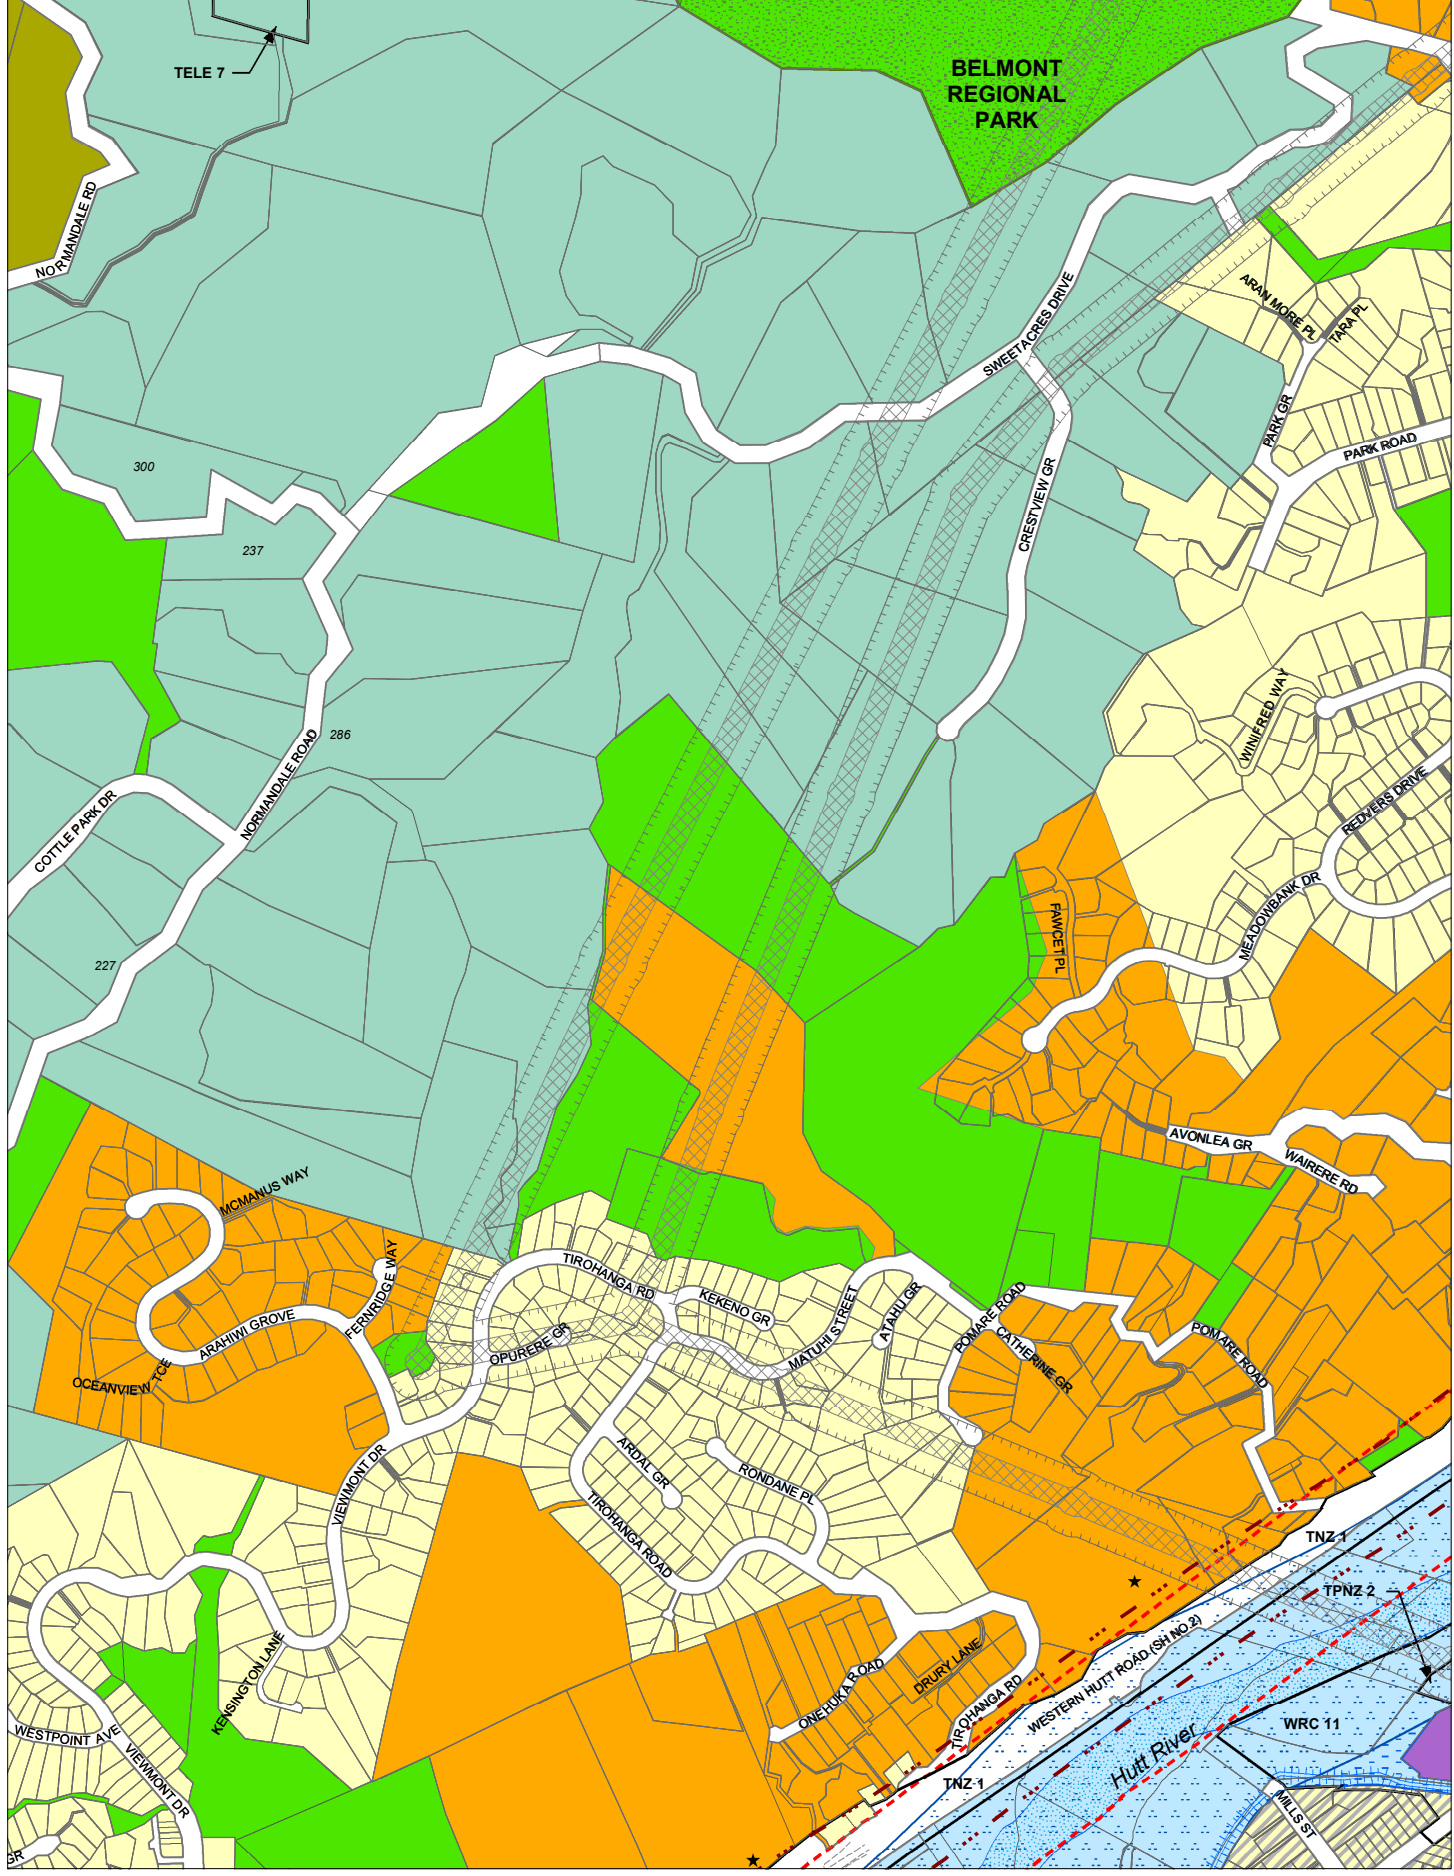 TELE 7
BELMONT
REGIONAL
PARK
NORMANDALE RD
SWEETACRES DRIVE
ARAN MORE PL
TARA PL
PARK GR
PARK ROAD
300
237
CRESTVIEW GR
286
NORMANDALE ROAD
COTTLE PARK DR
227
WINIFRED WAY
REDVERS DRIVE
MEADOWBANK DR
FAWCET PL
AVONLEA GR
WAIRERE RD
MCMANUS WAY
FERNRIDGE WAY
ARAHIWI GROVE
OCEANVIEW TCE
TIROHANGA RD
KEKENO GR
OPURERE GR
MATUHI STREET
ATAHU GR
POMARE ROAD
CATHERINE GR
POMARE ROAD
VIEWMONT DR
ARDAL GR
RONDANE PL
TIROHANGA ROAD
TNZ 1
TPNZ 2
KENSINGTON LANE
ONEHUKA ROAD
DRURY LANE
TIROHANGA RD
WESTERN HUTT ROAD (SH NO.2)
WRC 11
Hutt River
WESTPOINT AVE
VIEWMONT DR
TNZ 1
MILLS ST
GR